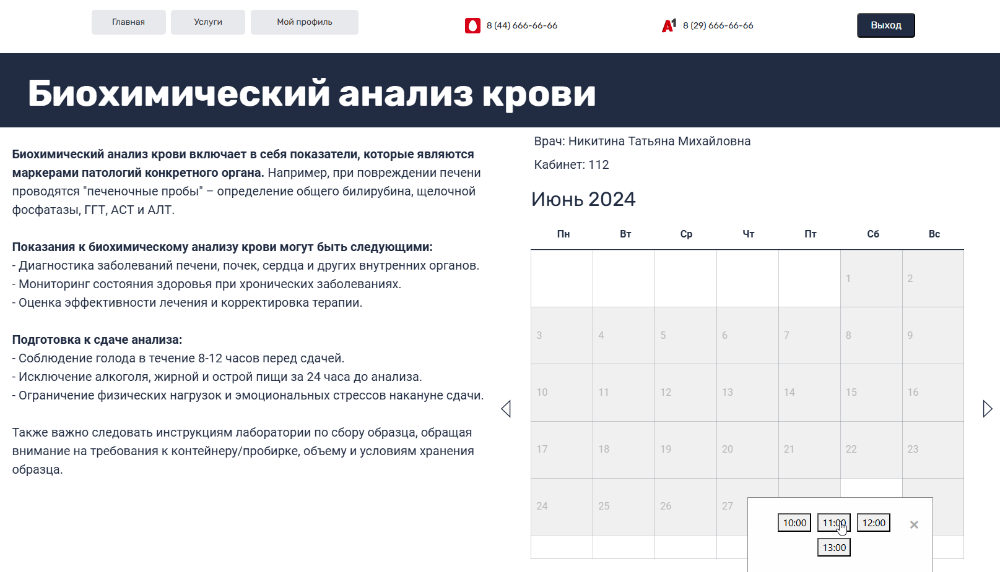 Главная Услуги Мой профиль 8 (44) 666-66-66 A1 8 (29) 666-66-66 Выход
Биохимический анализ крови
Биохимический анализ крови включает в себя показатели, которые являются
маркерами патологий конкретного органа. Например, при повреждении печени
проводятся "печеночные пробы" – определение общего билирубина, щелочной
фосфатазы, ГГТ, АСТ и АЛТ.
Показания к биохимическому анализу крови могут быть следующими:
- Диагностика заболеваний печени, почек, сердца и других внутренних органов.
- Мониторинг состояния здоровья при хронических заболеваниях.
- Оценка эффективности лечения и корректировка терапии.
Подготовка к сдаче анализа:
- Соблюдение голода в течение 8-12 часов перед сдачей.
- Исключение алкоголя, жирной и острой пищи за 24 часа до анализа.
- Ограничение физических нагрузок и эмоциональных стрессов накануне сдачи.
Также важно следовать инструкциям лаборатории по сбору образца, обращая
внимание на требования к контейнеру/пробирке, объему и условиям хранения
образца.
Врач: Никитина Татьяна Михайловна
Кабинет: 112
Июнь 2024
Пн Вт Ср Чт Пт Сб Вс
1 2
3 4 5 6 7 8 9
10 11 12 13 14 15 16
17 18 19 20 21 22 23
24 25 26 27
10:00 11:00 12:00 ×
13:00